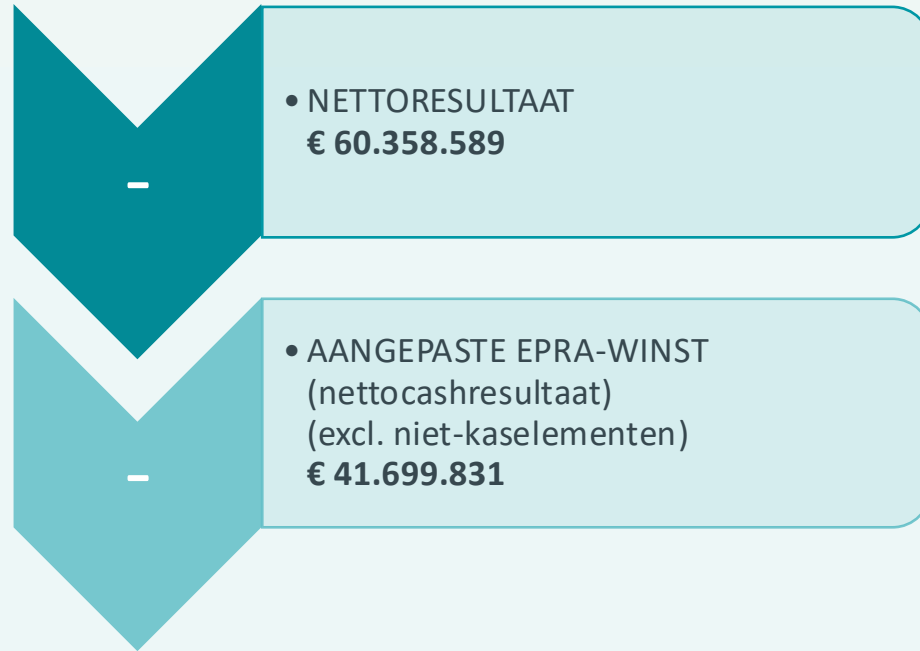 -
• NETTORESULTAAT
€ 60.358.589
-
• AANGEPASTE EPRA-WINST
(nettocashresultaat)
(excl. niet-kaselementen)
€ 41.699.831